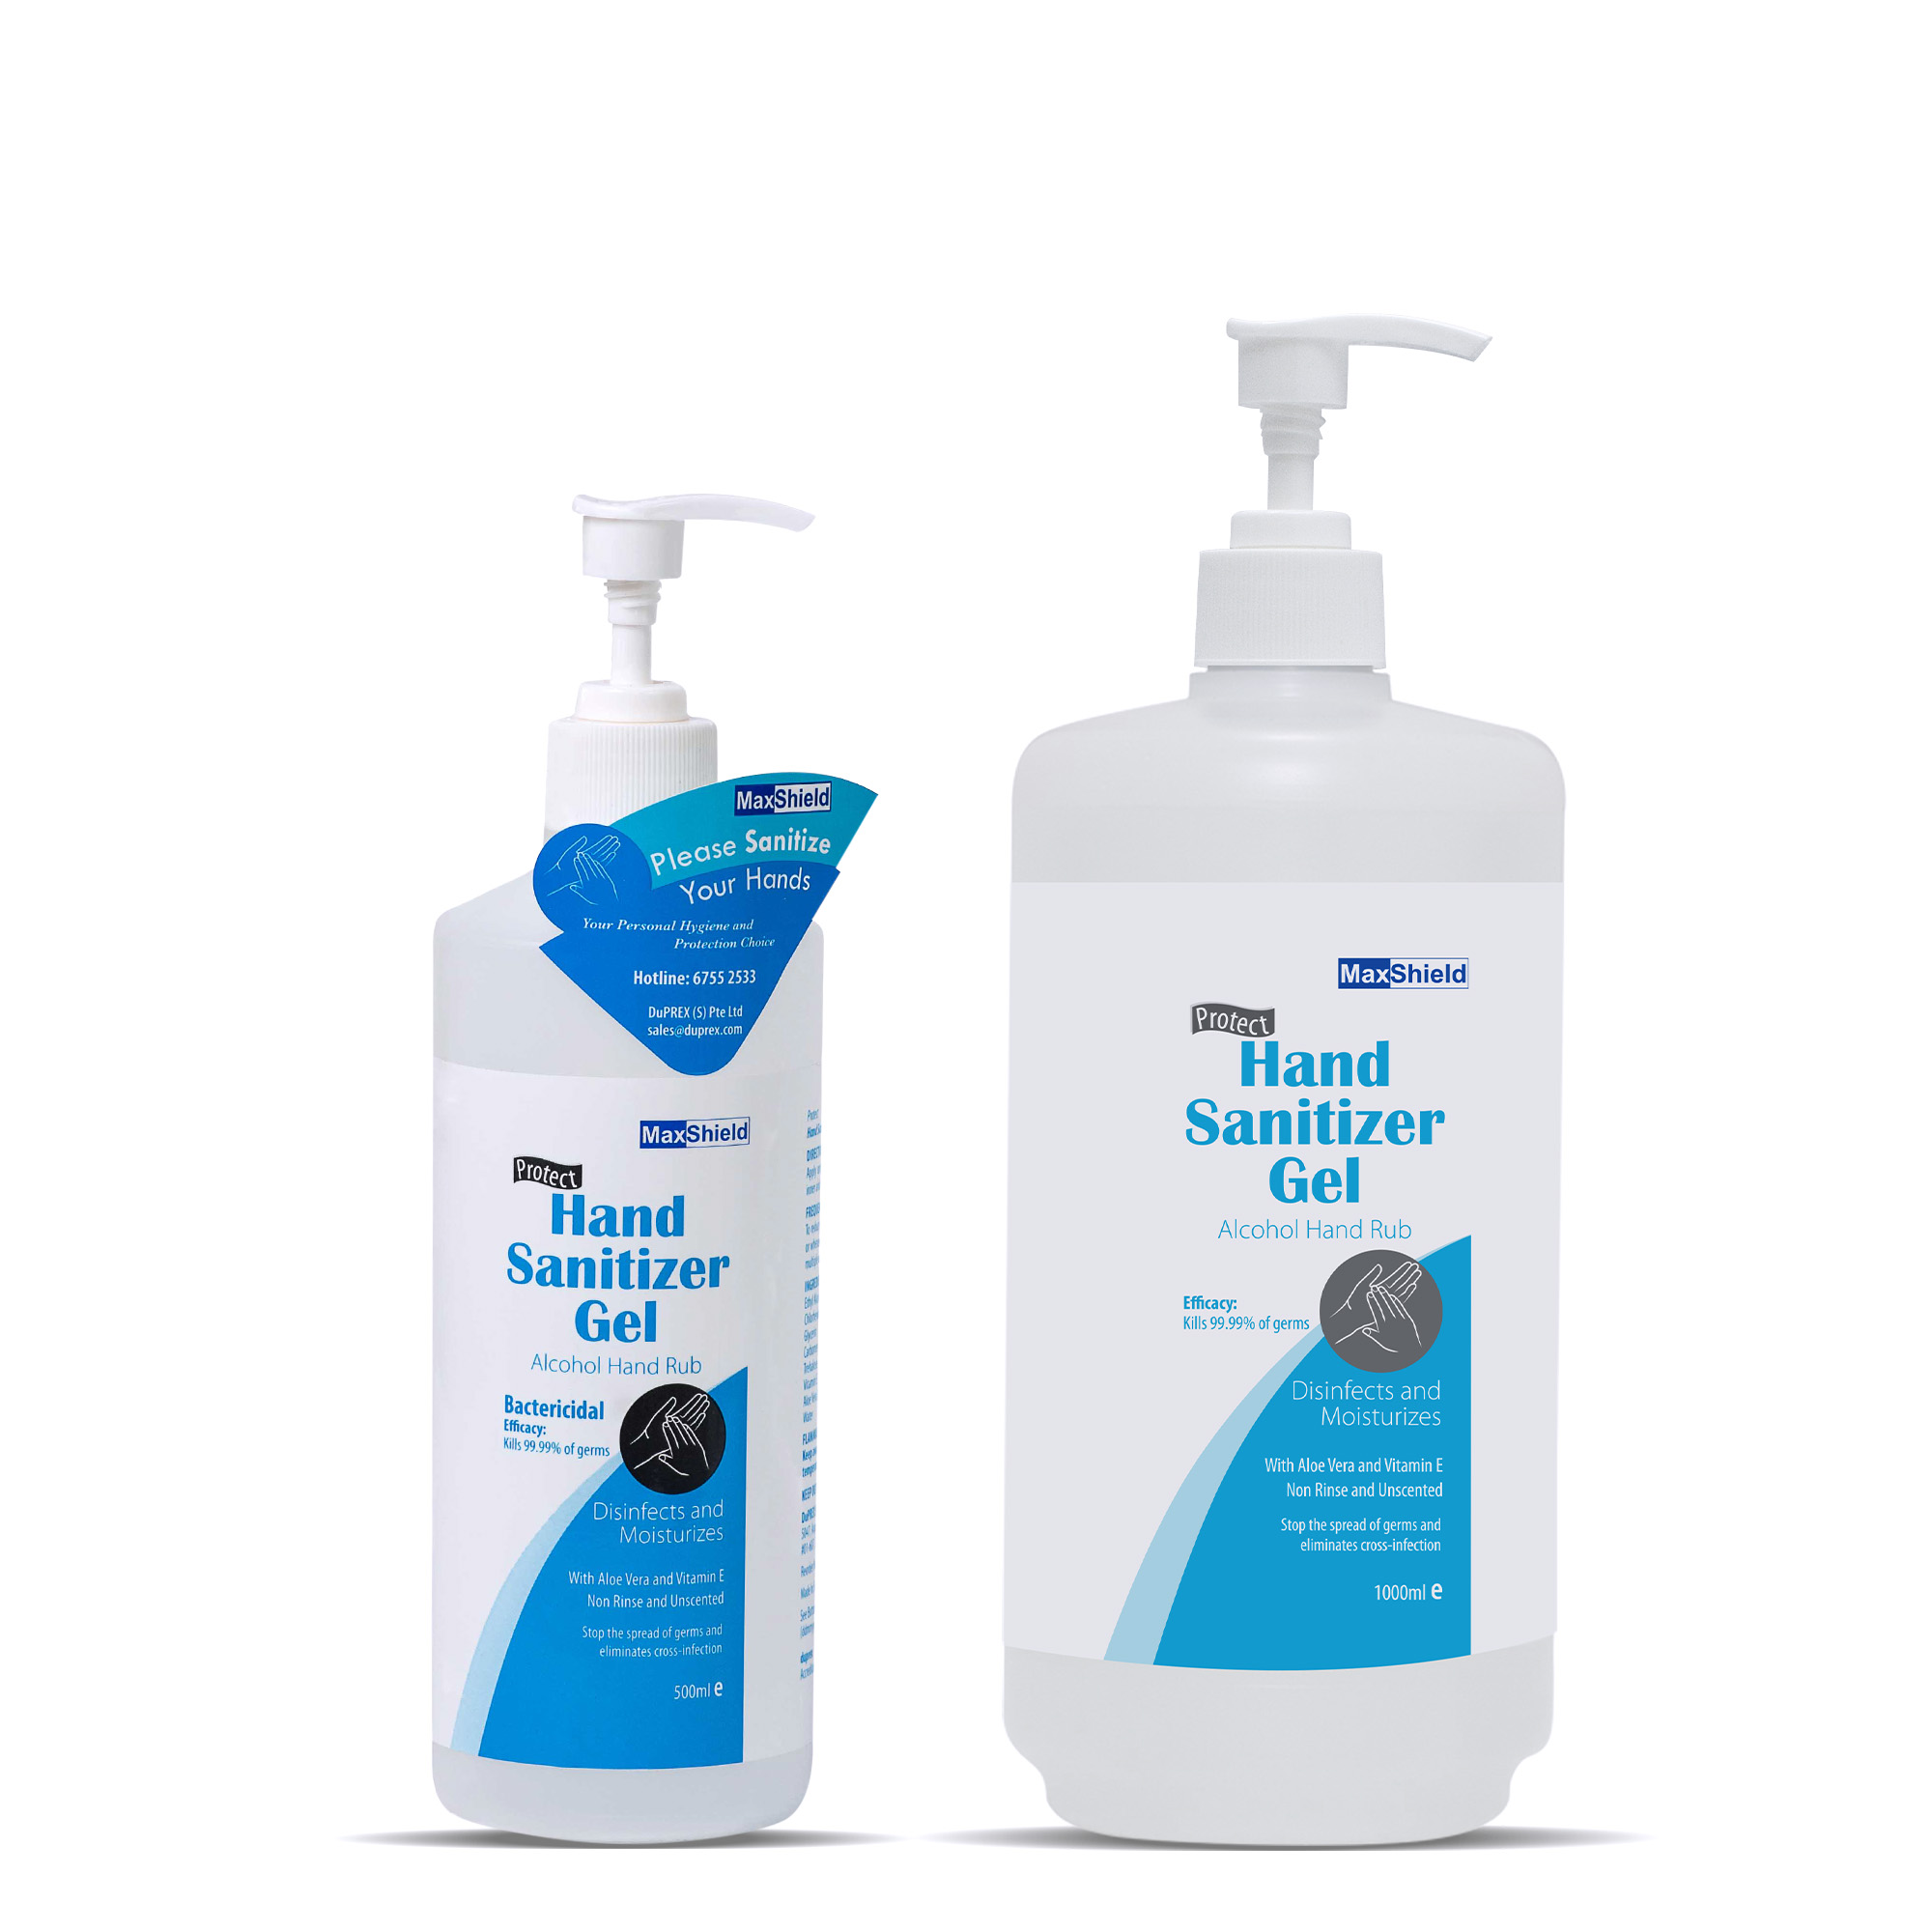 MaxShield
Please Sanitize
Your Hands
Your Personal Hygiene and
Protection Choice
Hotline: 6755 2533
DuPREX (S) Pte Ltd
sales@duprex.com
MaxShield
Protect
Hand
Sanitizer
Gel
Alcohol Hand Rub
Bactericidal
Efficacy:
Kills 99.99% of germs
Disinfects and
Moisturizes
With Aloe Vera and Vitamin E
Non Rinse and Unscented
Stop the spread of germs and
eliminates cross-infection
500ml e
MaxShield
Protect
Hand
Sanitizer
Gel
Alcohol Hand Rub
Efficacy:
Kills 99.99% of germs
Disinfects and
Moisturizes
With Aloe Vera and Vitamin E
Non Rinse and Unscented
Stop the spread of germs and
eliminates cross-infection
1000ml e